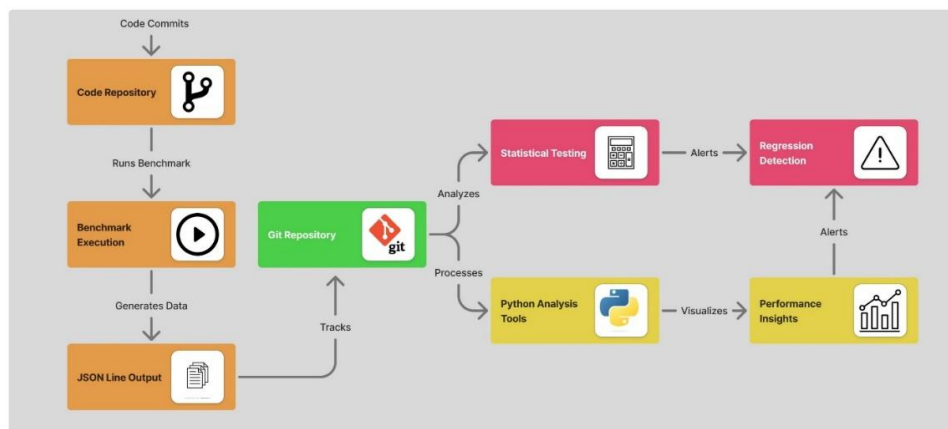 Code Commits
Code Repository
Runs Benchmark
Benchmark
Execution
Generates Data
JSON Line Output
Tracks
Git Repository
git
Analyzes
Processes
Statistical Testing
Alerts
Regression
Detection
Python Analysis
Tools
Visualizes
Performance
Insights
Alerts